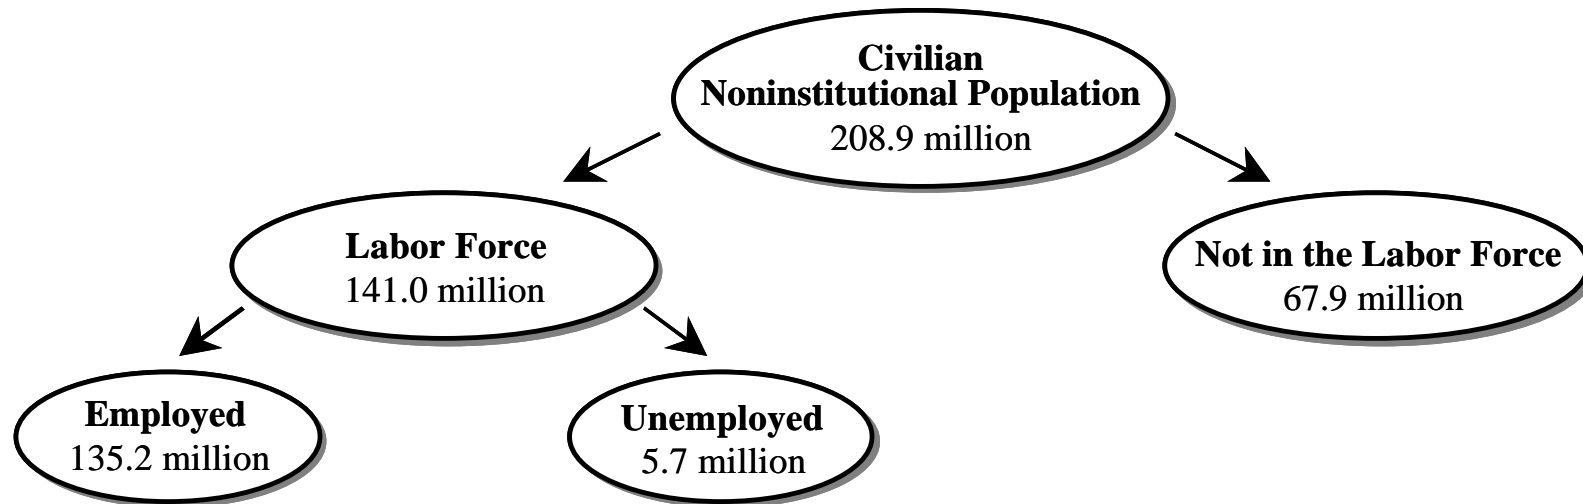 Civilian
Noninstitutional Population
208.9 million
Labor Force
141.0 million
Not in the Labor Force
67.9 million
Employed
135.2 million
Unemployed
5.7 million